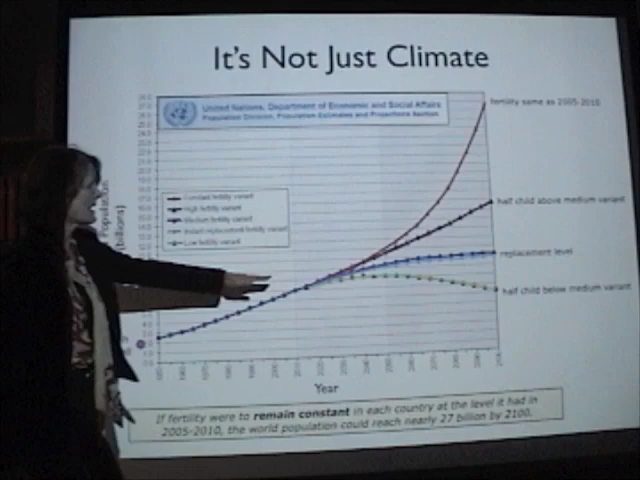 It's Not Just Climate
United Nations, Department of Economic and Social Affairs
Population Division, Population Estimates and Projections Section
fertility same as 2005-2010
Constant fertility variant
High fertility variant
Medium fertility variant
Instant replacement fertility variant
Low fertility variant
half child above medium variant
replacement level
half child below medium variant
Population
(billions)
Year
If fertility were to remain constant in each country at the level it had in
2005-2010, the world population could reach nearly 27 billion by 2100.